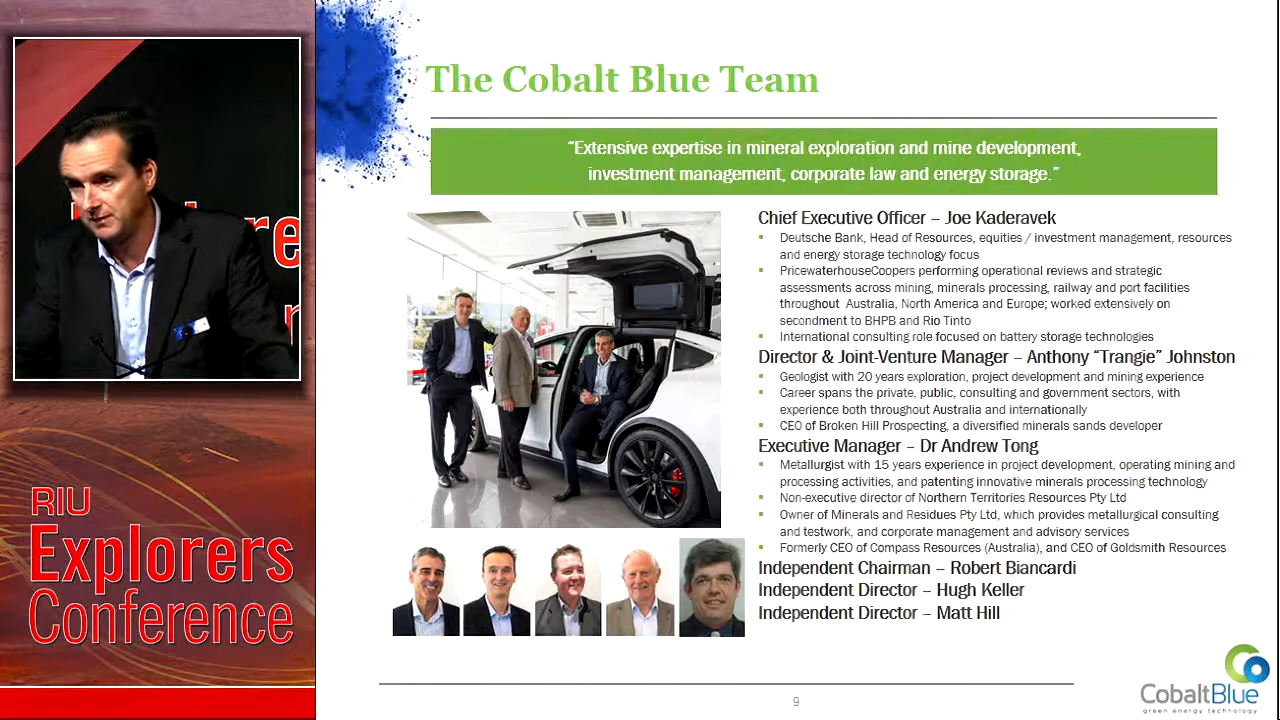 The Cobalt Blue Team
“Extensive expertise in mineral exploration and mine development,
investment management, corporate law and energy storage.”
Chief Executive Officer – Joe Kaderavek
Deutsche Bank, Head of Resources, equities / investment management, resources
and energy storage technology focus
PricewaterhouseCoopers performing operational reviews and strategic
assessments across mining, minerals processing, railway and port facilities
throughout Australia, North America and Europe; worked extensively on
secondment to BHPB and Rio Tinto
International consulting role focused on battery storage technologies
Director & Joint-Venture Manager – Anthony “Trangie” Johnston
Geologist with 20 years exploration, project development and mining experience
Career spans the private, public, consulting and government sectors, with
experience both throughout Australia and internationally
CEO of Broken Hill Prospecting, a diversified minerals sands developer
Executive Manager – Dr Andrew Tong
Metallurgist with 15 years experience in project development, operating mining and
processing activities, and patenting innovative minerals processing technology
Non-executive director of Northern Territories Resources Pty Ltd
Owner of Minerals and Residues Pty Ltd, which provides metallurgical consulting
and testwork, and corporate management and advisory services
Formerly CEO of Compass Resources (Australia), and CEO of Goldsmith Resources
Independent Chairman – Robert Biancardi
Independent Director – Hugh Keller
Independent Director – Matt Hill
RIU
Explorers
Conference
9
CobaltBlue
green energy technology